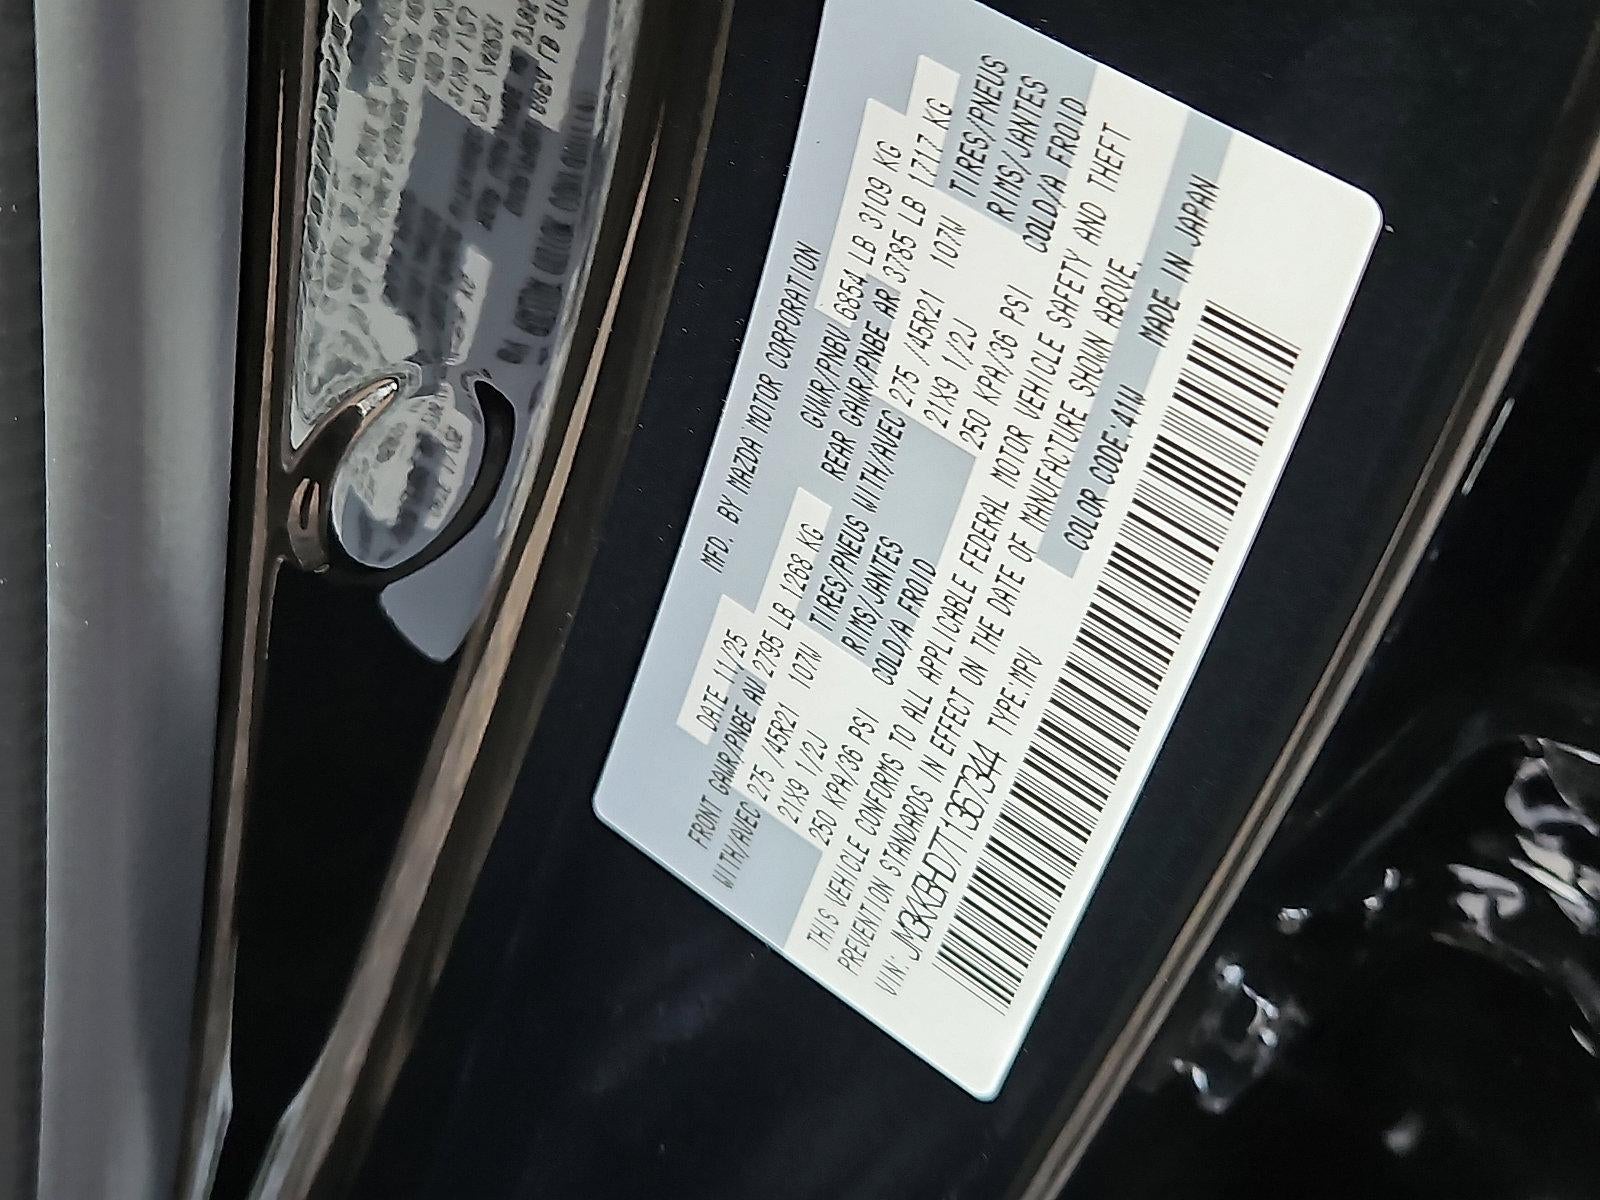 MFD. BY MAZDA MOTOR CORPORATION
DATE 11/25 GVWR/PNBV 6854 LB 3109 KG
FRONT GAWR/PNBE AV 2795 LB 1268 KG REAR GAWR/PNBE AR 3785 LB 1717 KG
WITH/AVEC 275 /45R21 107W TIRES/PNEUS WITH/AVEC 275 /45R21 107W TIRES/PNEUS
21X9 1/2J RIMS/JANTES 21X9 1/2J RIMS/JANTES
250 KPA/36 PSI COLD/A FROID 250 KPA/36 PSI COLD/A FROID
THIS VEHICLE CONFORMS TO ALL APPLICABLE FEDERAL MOTOR VEHICLE SAFETY AND THEFT
PREVENTION STANDARDS IN EFFECT ON THE DATE OF MANUFACTURE SHOWN ABOVE.
VIN: JM3KKBHD7T1367344 TYPE:MPV COLOR CODE:41W MADE IN JAPAN